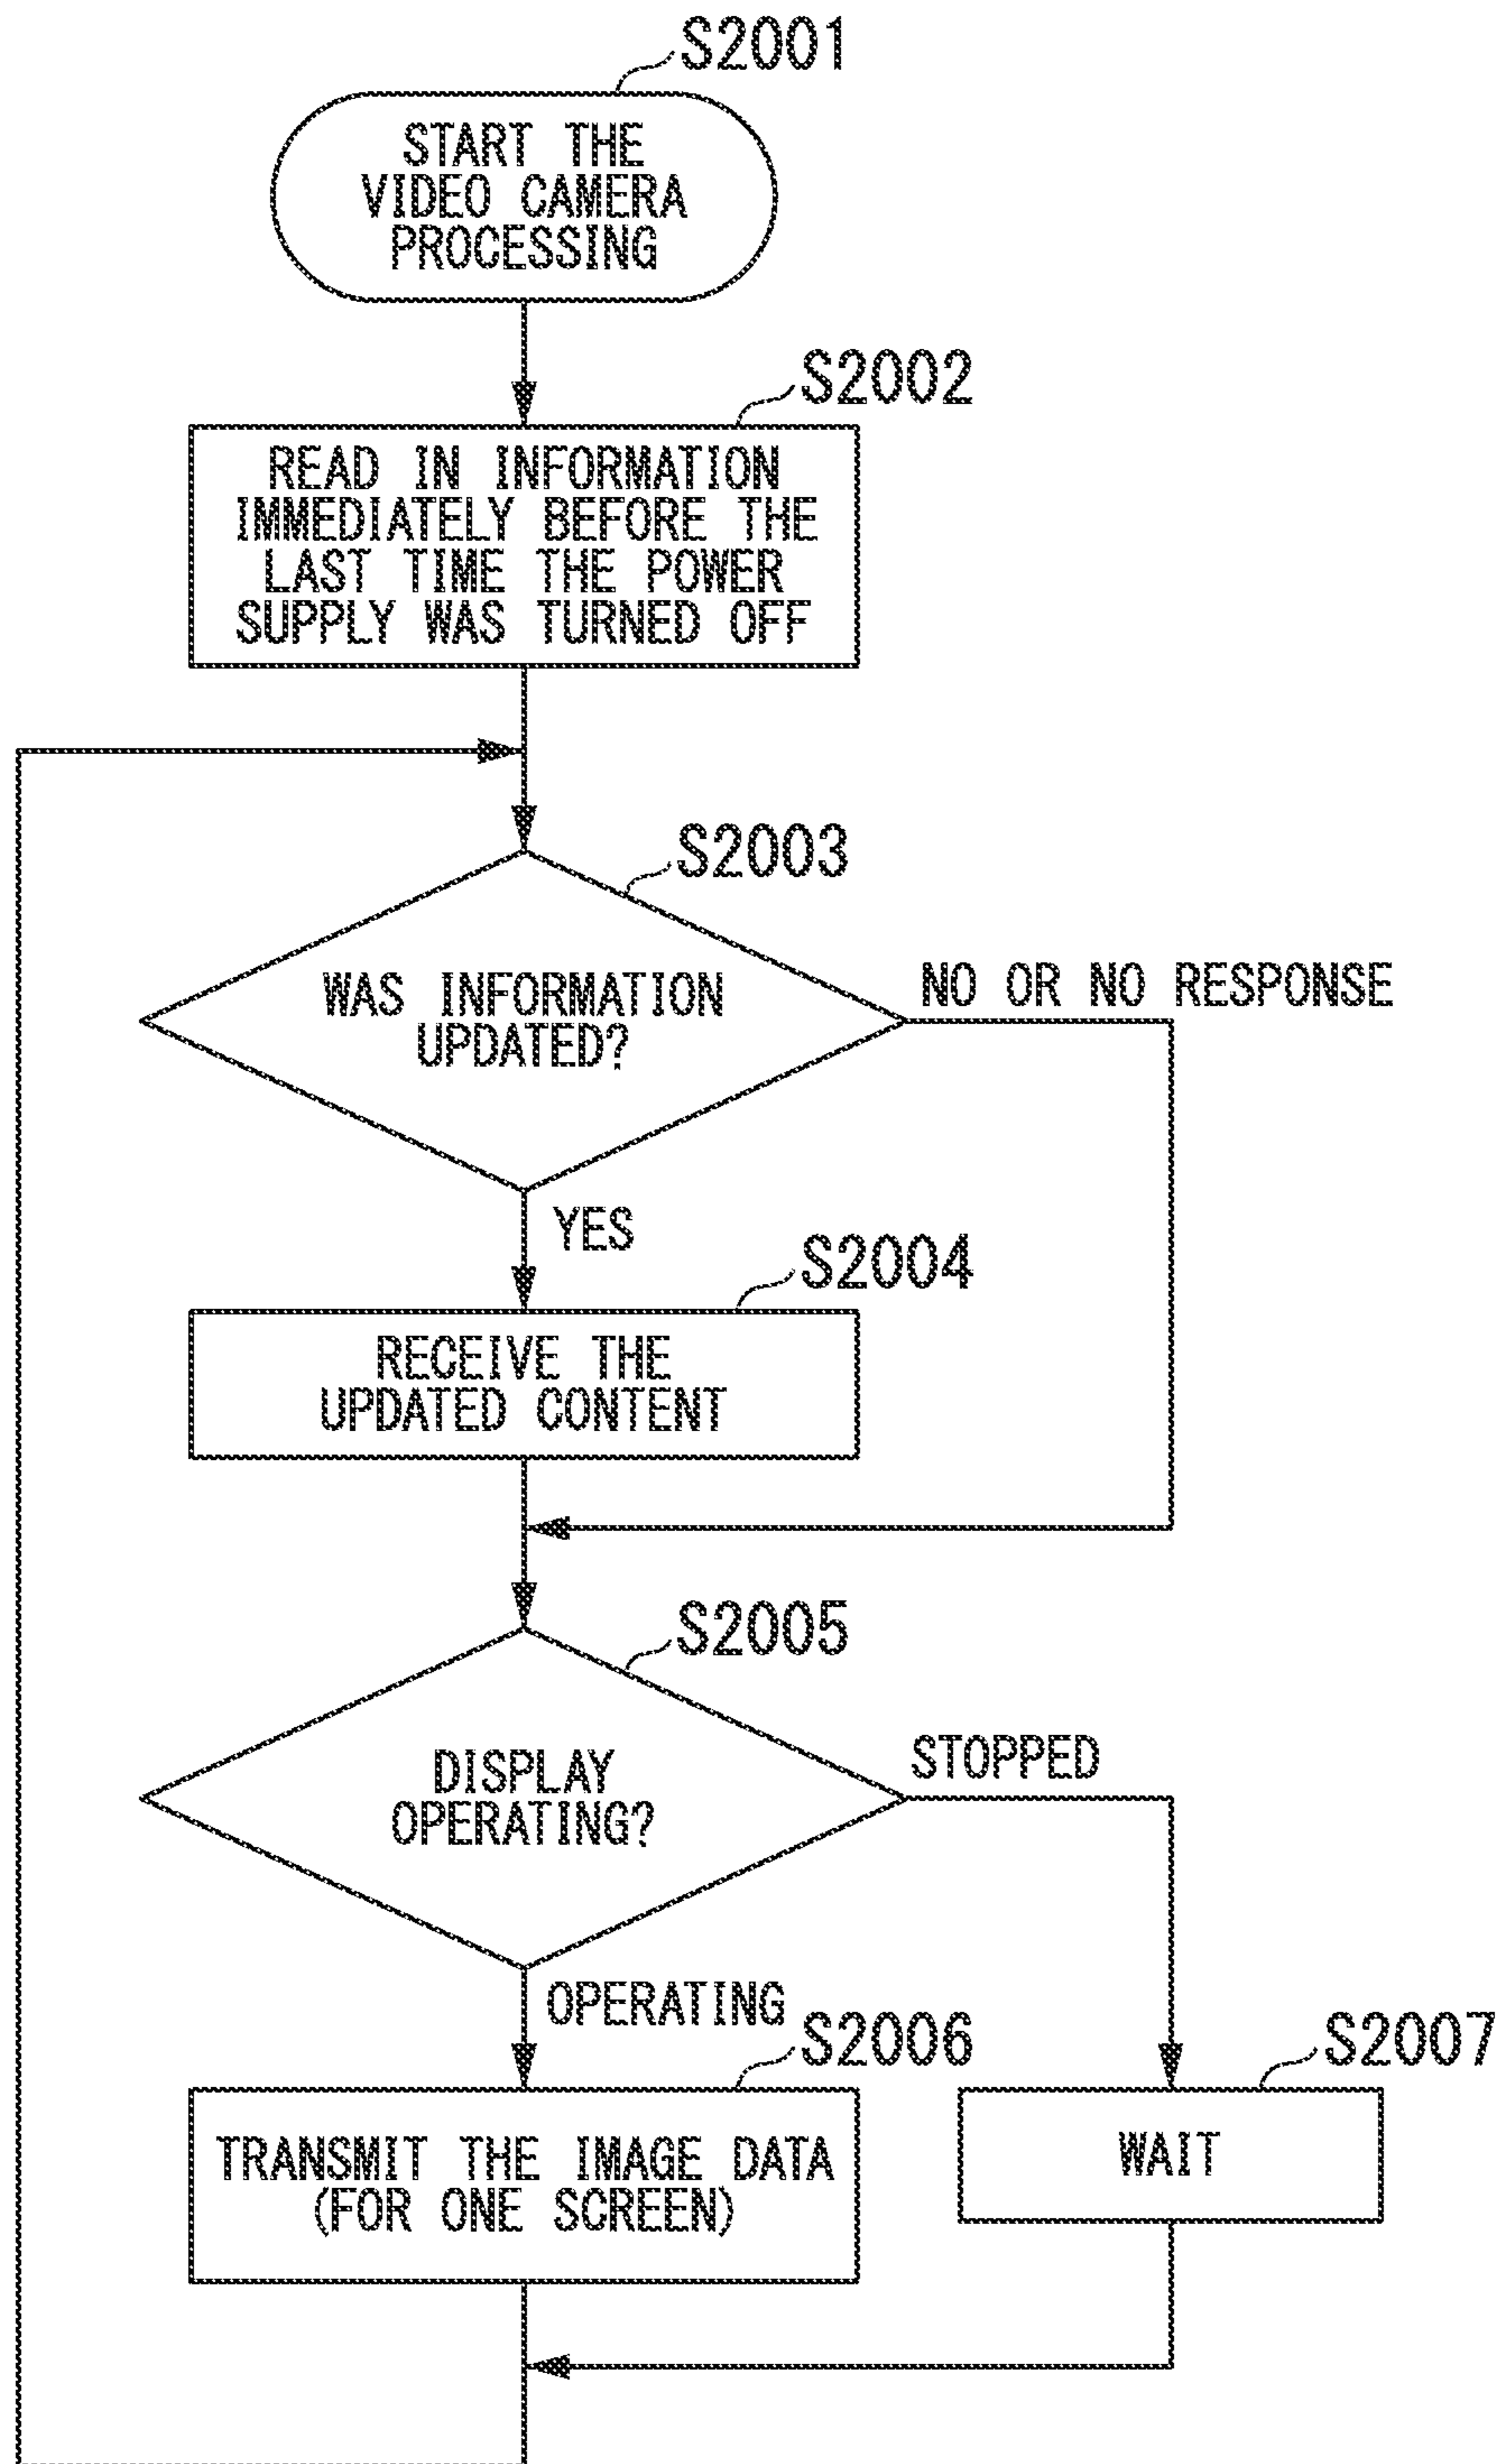 S2001
START THE
VIDEO CAMERA
PROCESSING
S2002
READ IN INFORMATION
IMMEDIATELY BEFORE THE
LAST TIME THE POWER
SUPPLY WAS TURNED OFF
S2003
WAS INFORMATION
UPDATED?
NO OR NO RESPONSE
YES
S2004
RECEIVE THE
UPDATED CONTENT
S2005
DISPLAY
OPERATING?
STOPPED
OPERATING
S2006
TRANSMIT THE IMAGE DATA
(FOR ONE SCREEN)
S2007
WAIT